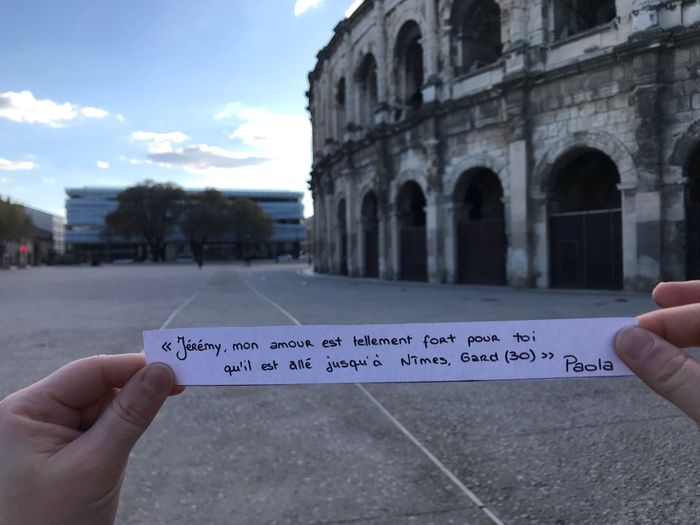 « Jérémy, mon amour est tellement fort pour toi
qu'il est allé jusqu'à Nîmes, Gard (30) »
Paola